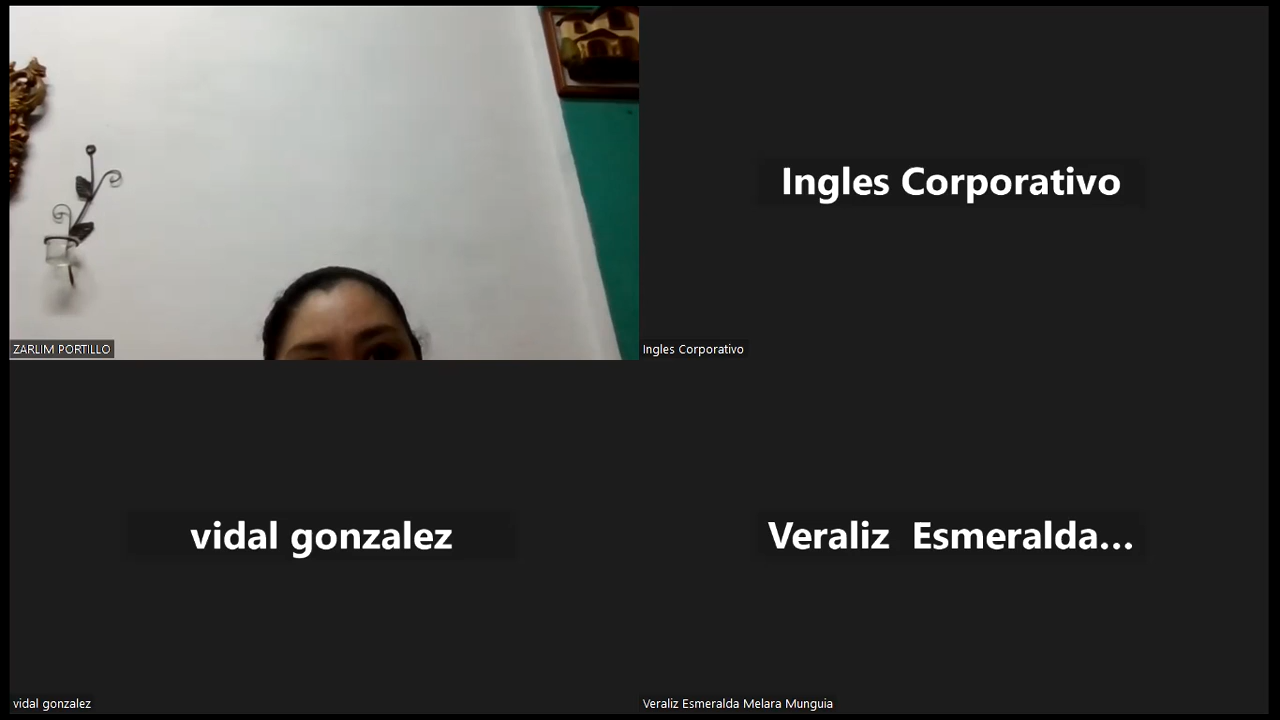 ZARLIM PORTILLO
Ingles Corporativo
Ingles Corporativo
vidal gonzalez
vidal gonzalez
Veraliz Esmeralda...
Veraliz Esmeralda Melara Munguia